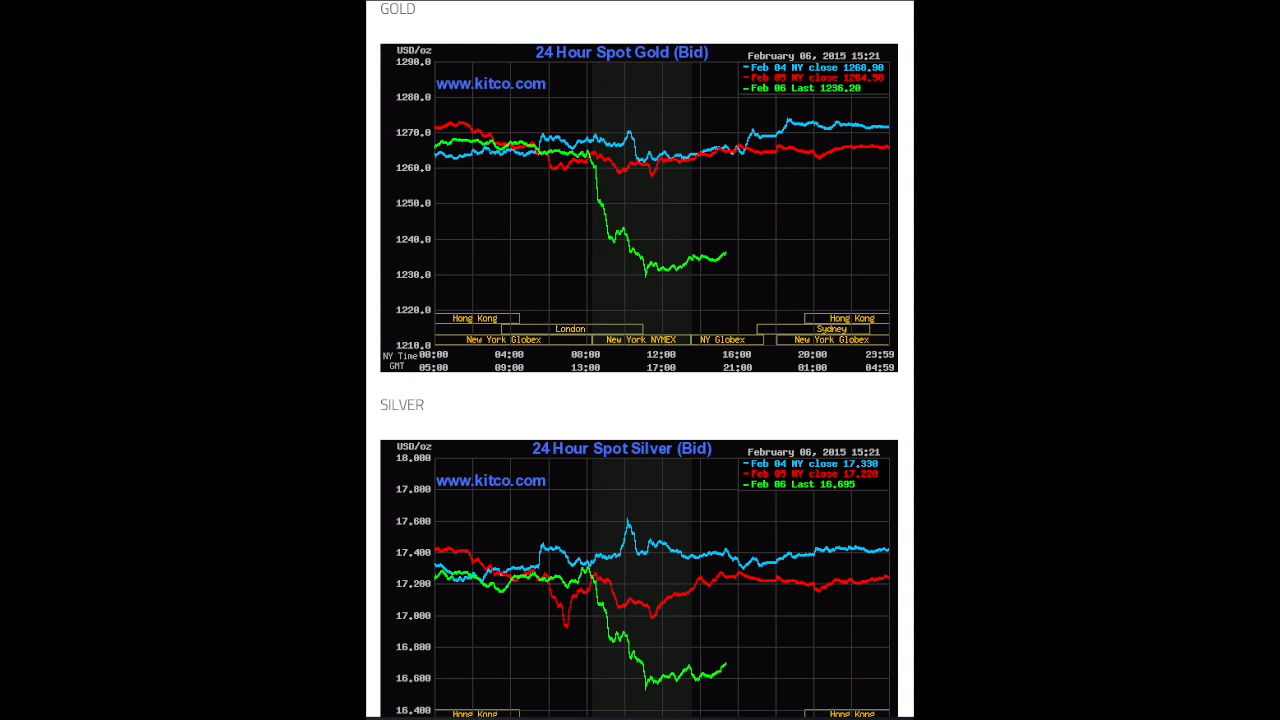 GOLD
USD/oz
24 Hour Spot Gold (Bid)
February 06, 2015 15:21
1290.0
Feb 04 NY close 1268.90
Feb 05 NY close 1264.50
Feb 06 Last 1236.20
www.kitco.com
1280.0
1270.0
1260.0
1250.0
1240.0
1230.0
1220.0
Hong Kong Hong Kong
London Sydney
New York Globex New York NYMEX NY Globex New York Globex
1210.0
NY Time 00:00 04:00 08:00 12:00 16:00 20:00 23:59
GMT 05:00 09:00 13:00 17:00 21:00 01:00 04:59
SILVER
USD/oz
24 Hour Spot Silver (Bid)
February 06, 2015 15:21
18.000
Feb 04 NY close 17.330
Feb 05 NY close 17.220
Feb 06 Last 16.695
www.kitco.com
17.800
17.600
17.400
17.200
17.000
16.800
16.600
16.400
Hong Kong Hong Kong